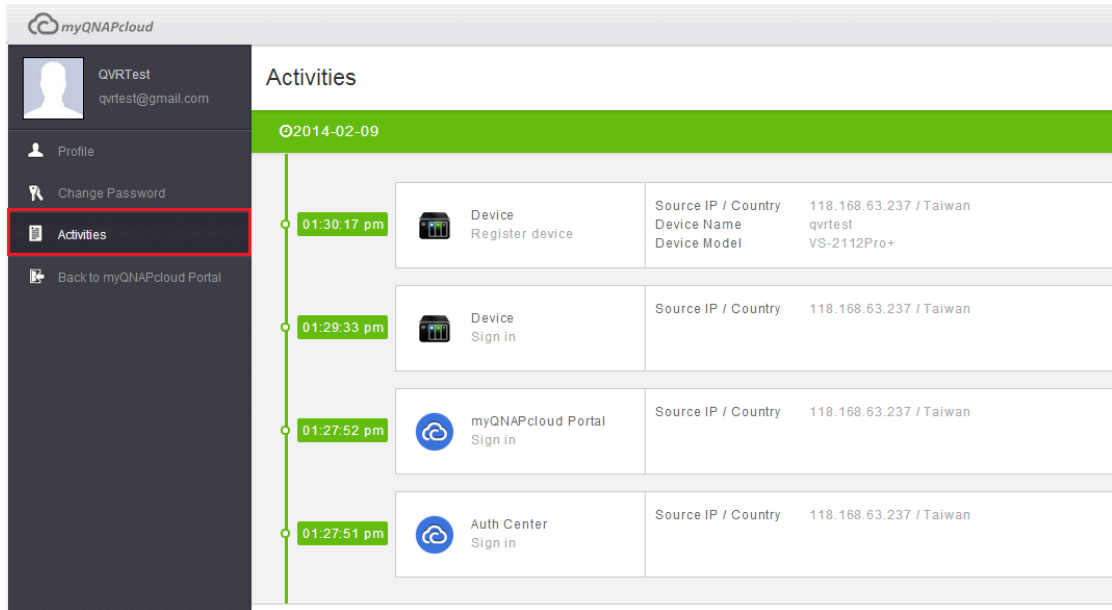 myQNAPcloud
QVRTest
qvrtest@gmail.com
Profile
Change Password
Activities
Back to myQNAPcloud Portal
Activities
2014-02-09
01:30:17 pm
Device
Register device
Source IP / Country 118.168.63.237 / Taiwan
Device Name qvrtest
Device Model VS-2112Pro+
01:29:33 pm
Device
Sign in
Source IP / Country 118.168.63.237 / Taiwan
01:27:52 pm
myQNAPcloud Portal
Sign in
Source IP / Country 118.168.63.237 / Taiwan
01:27:51 pm
Auth Center
Sign in
Source IP / Country 118.168.63.237 / Taiwan